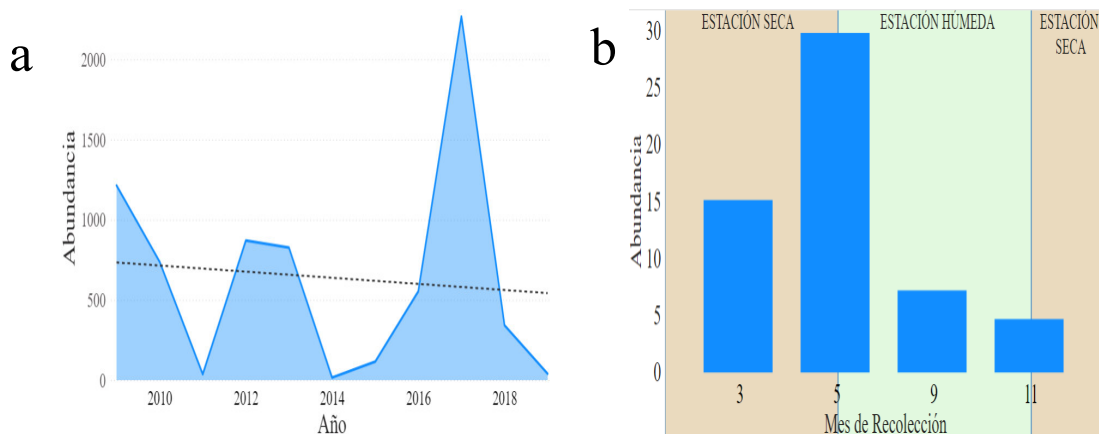 a
2000
1500
1000
500
0
Abundancia
2010 2012 2014 2016 2018
Año
b
ESTACIÓN SECA
ESTACIÓN HÚMEDA
ESTACIÓN
SECA
30
25
20
15
10
5
0
Abundancia
3 5 9 11
Mes de Recolección